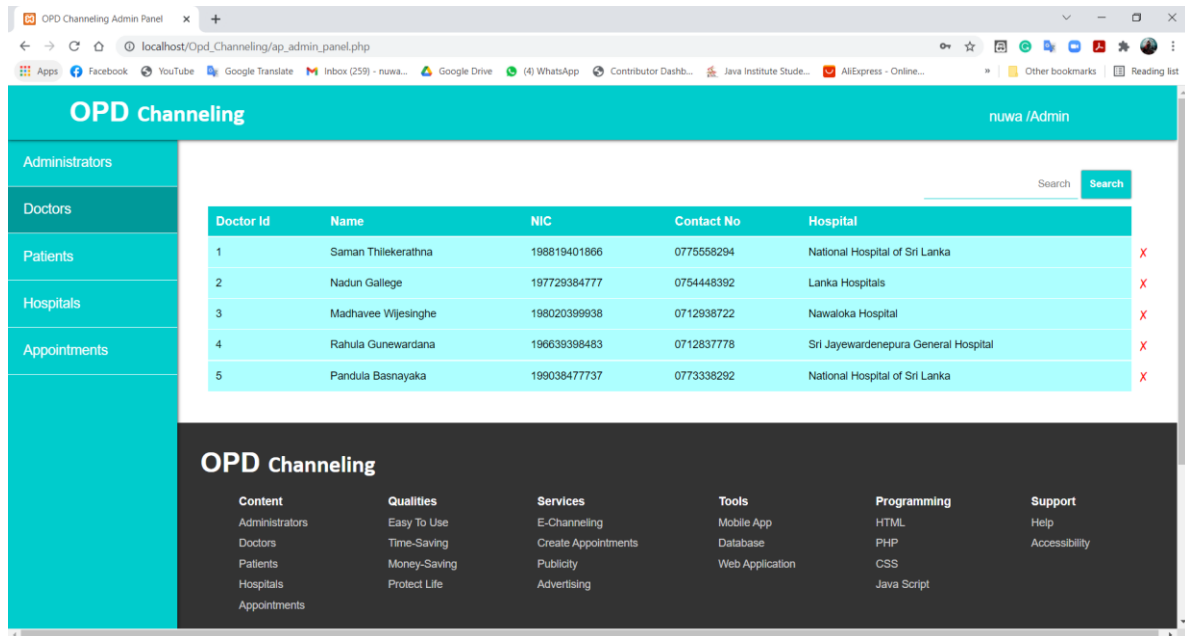 OPD Channeling Admin Panel
localhost/Opd_Channeling/ap_admin_panel.php
Apps Facebook YouTube Google Translate Inbox (259) - nuwa... Google Drive (4) WhatsApp Contributor Dashb... Java Institute Stude... AliExpress - Online... » Other bookmarks Reading list
OPD Channeling nuwa /Admin
Administrators
Doctors
Patients
Hospitals
Appointments
Search Search
Doctor Id Name NIC Contact No Hospital
1 Saman Thilekerathna 198819401866 0775558294 National Hospital of Sri Lanka X
2 Nadun Gallege 197729384777 0754448392 Lanka Hospitals X
3 Madhavee Wijesinghe 198020399938 0712938722 Nawaloka Hospital X
4 Rahula Gunewardana 196639398483 0712837778 Sri Jayewardenepura General Hospital X
5 Pandula Basnayaka 199038477737 0773338292 National Hospital of Sri Lanka X
OPD Channeling
Content Qualities Services Tools Programming Support
Administrators Easy To Use E-Channeling Mobile App HTML Help
Doctors Time-Saving Create Appointments Database PHP Accessibility
Patients Money-Saving Publicity Web Application CSS
Hospitals Protect Life Advertising Java Script
Appointments